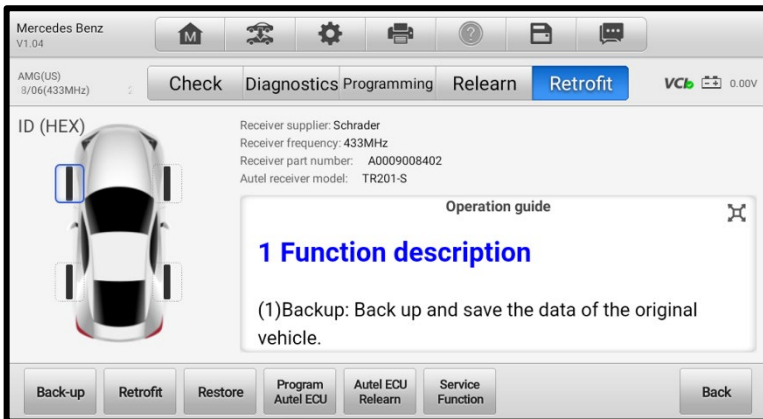 Mercedes Benz
V1.04
M
?
AMG(US)
8/06(433MHz)
Check
Diagnostics
Programming
Relearn
Retrofit
VCI
0.00V
ID (HEX)
Receiver supplier: Schrader
Receiver frequency: 433MHz
Receiver part number: A0009008402
Autel receiver model: TR201-S
Operation guide
1 Function description
(1)Backup: Back up and save the data of the original
vehicle.
Back-up
Retrofit
Restore
Program
Autel ECU
Autel ECU
Relearn
Service
Function
Back